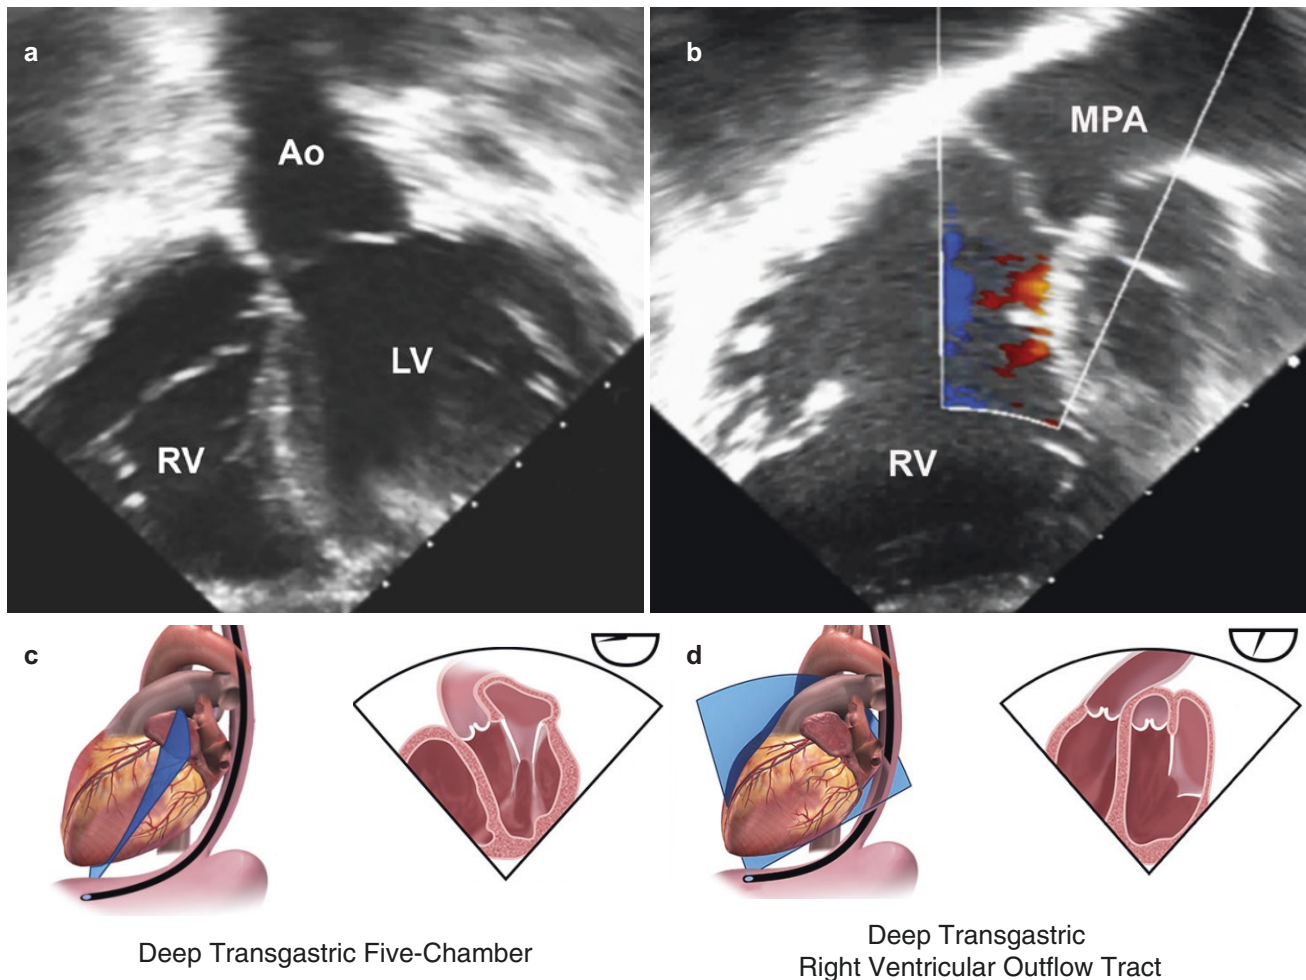 a
Ao
LV
RV
b
MPA
RV
c
Deep Transgastric Five-Chamber
d
Deep Transgastric
Right Ventricular Outflow Tract